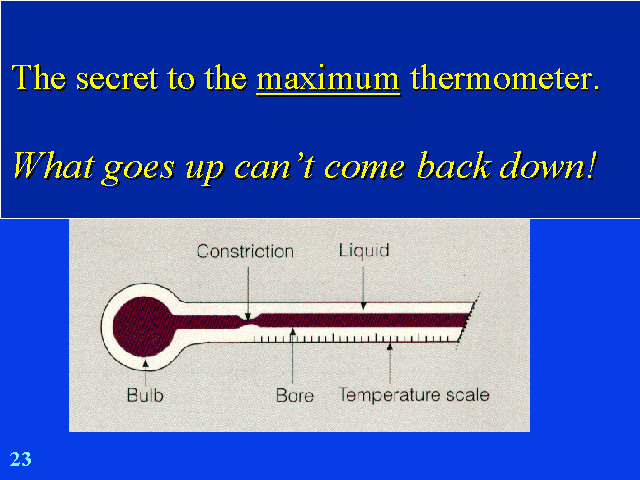 The secret to the maximum thermometer.
What goes up can't come back down!
Constriction Liquid
Bulb Bore Temperature scale
23